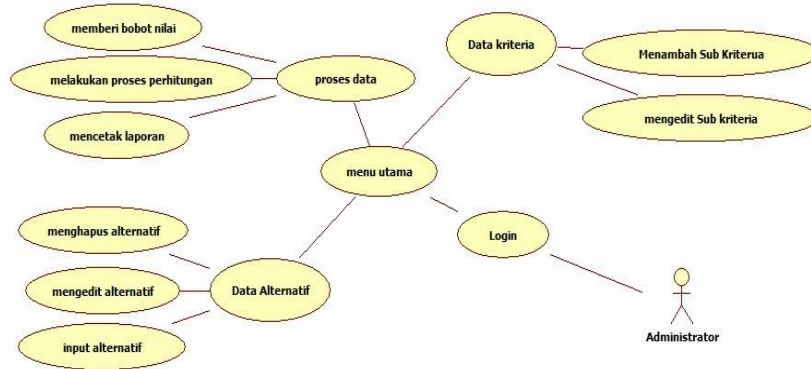 memberi bobot nilai
melakukan proses perhitungan
mencetak laporan
proses data
Data kriteria
Menambah Sub Kriterua
mengedit Sub kriteria
menu utama
menghapus alternatif
mengedit alternatif
input alternatif
Data Alternatif
Login
Administrator